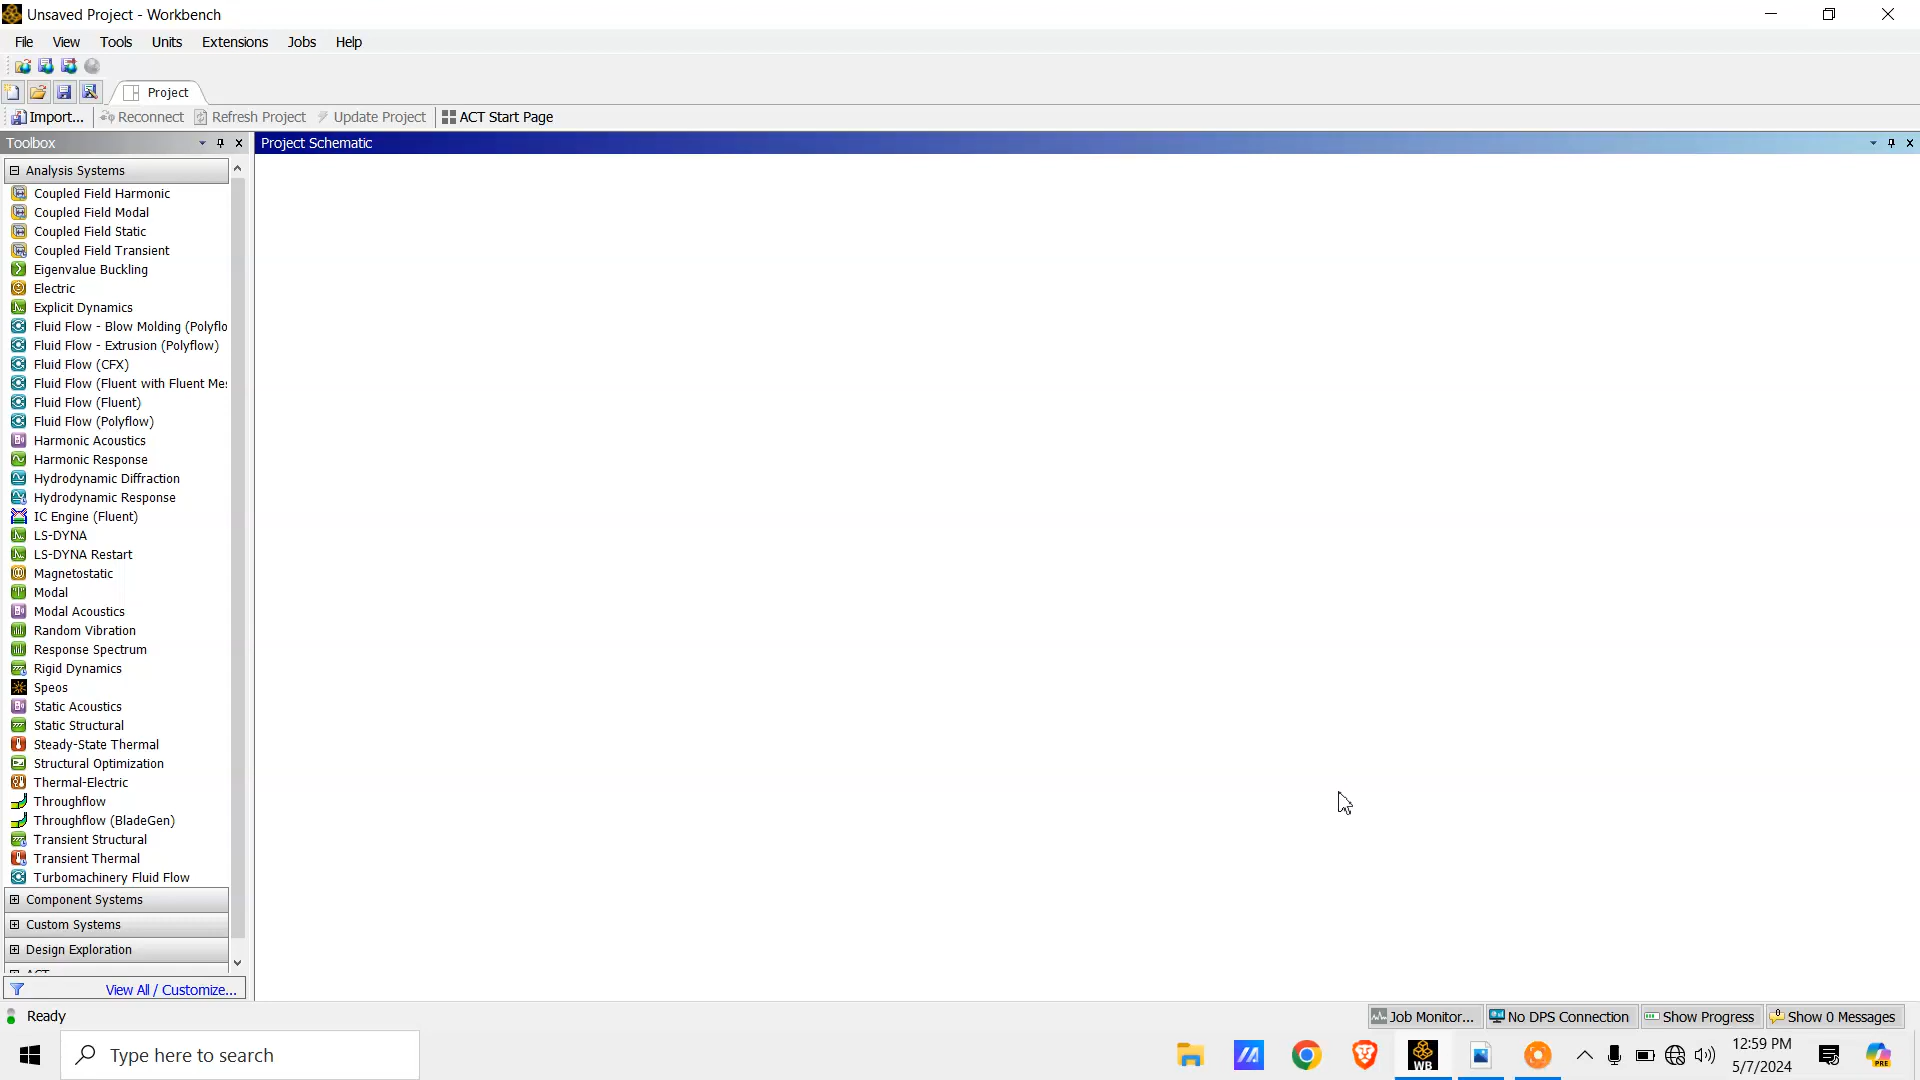 Unsaved Project - Workbench
File View Tools Units Extensions Jobs Help
Project
Import... Reconnect Refresh Project Update Project ACT Start Page
Toolbox
Project Schematic
Analysis Systems
Coupled Field Harmonic
Coupled Field Modal
Coupled Field Static
Coupled Field Transient
Eigenvalue Buckling
Electric
Explicit Dynamics
Fluid Flow - Blow Molding (Polyflo
Fluid Flow - Extrusion (Polyflow)
Fluid Flow (CFX)
Fluid Flow (Fluent with Fluent Me
Fluid Flow (Fluent)
Fluid Flow (Polyflow)
Harmonic Acoustics
Harmonic Response
Hydrodynamic Diffraction
Hydrodynamic Response
IC Engine (Fluent)
LS-DYNA
LS-DYNA Restart
Magnetostatic
Modal
Modal Acoustics
Random Vibration
Response Spectrum
Rigid Dynamics
Speos
Static Acoustics
Static Structural
Steady-State Thermal
Structural Optimization
Thermal-Electric
Throughflow
Throughflow (BladeGen)
Transient Structural
Transient Thermal
Turbomachinery Fluid Flow
Component Systems
Custom Systems
Design Exploration
View All / Customize...
Ready
Job Monitor... No DPS Connection Show Progress Show 0 Messages
Type here to search
WB
12:59 PM
5/7/2024
PRE